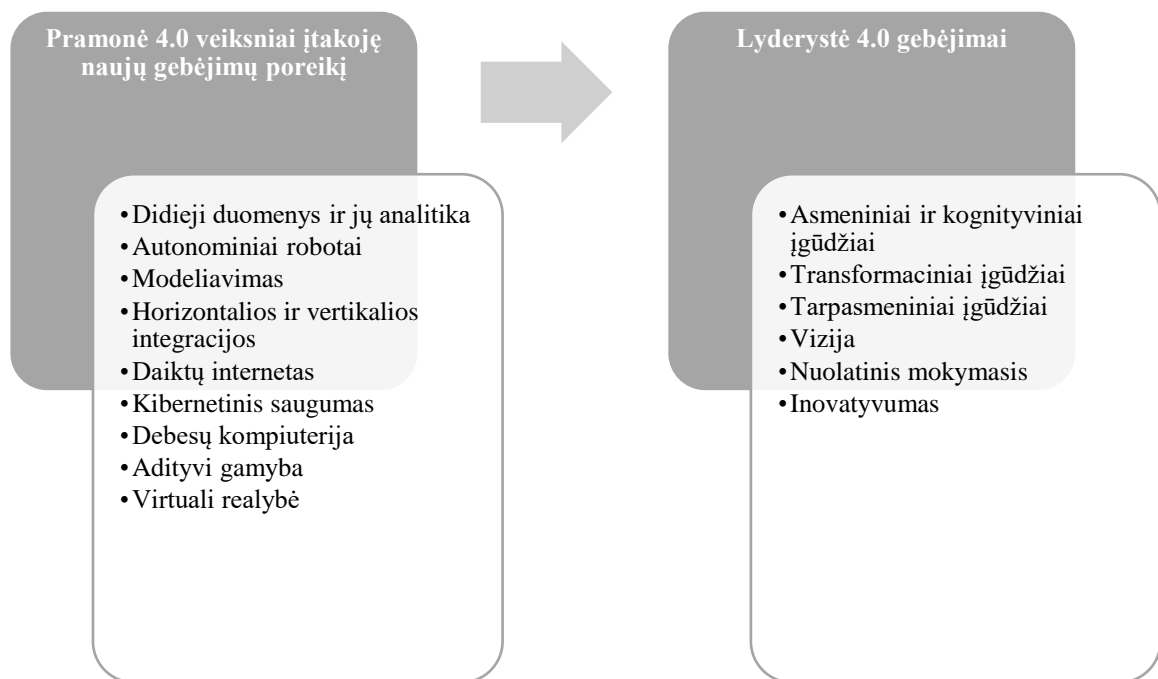 Pramonė 4.0 veiksniai įtakoję
naujų gebėjimų poreikį
•Didieji duomenys ir jų analitika
•Autonominiai robotai
•Modeliavimas
•Horizontalios ir vertikalios
integracijos
•Daiktų internetas
•Kibernetinis saugumas
•Debesų kompiuterija
•Adityvi gamyba
•Virtuali realybė
Lyderystė 4.0 gebėjimai
•Asmeniniai ir kognityviniai
įgūdžiai
•Transformaciniai įgūdžiai
•Tarpasmeniniai įgūdžiai
•Vizija
•Nuolatinis mokymasis
•Inovatyvumas